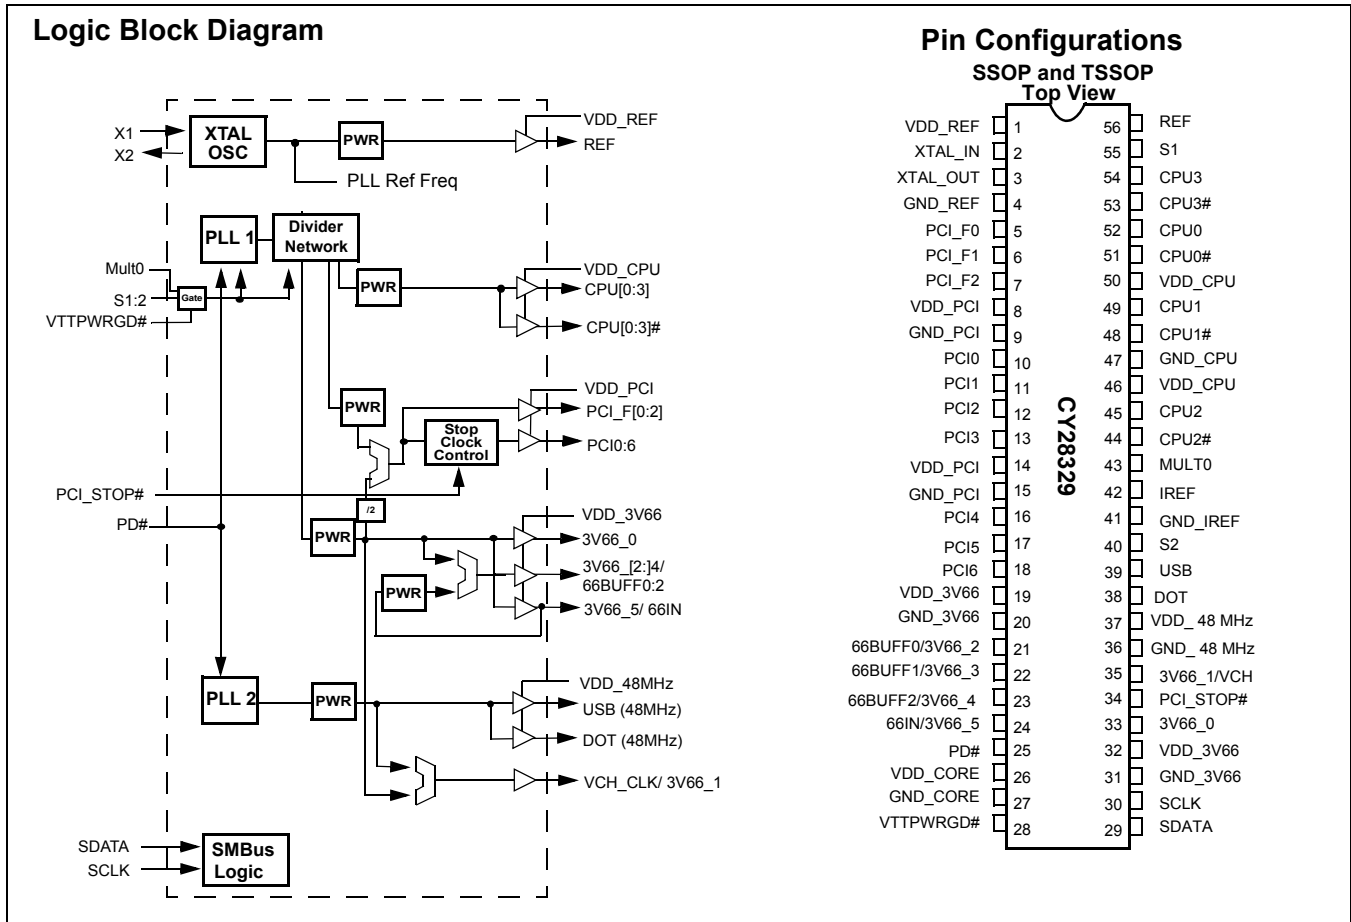 Logic Block Diagram
X1
X2
XTAL
OSC
PWR
VDD_REF
REF
PLL Ref Freq
PLL 1
Divider
Network
Mult0
S1:2
VTTPWRGD#
Gate
PWR
VDD_CPU
CPU[0:3]
CPU[0:3]#
PWR
VDD_PCI
PCI_F[0:2]
Stop
Clock
Control
PCI0:6
PCI_STOP#
/2
PD#
PWR
VDD_3V66
3V66_0
3V66_[2:]4/
66BUFF0:2
PWR
3V66_5/ 66IN
PLL 2
PWR
VDD_48MHz
USB (48MHz)
DOT (48MHz)
VCH_CLK/ 3V66_1
SDATA
SCLK
SMBus
Logic
Pin Configurations
SSOP and TSSOP
Top View
VDD_REF 1 56 REF
XTAL_IN 2 55 S1
XTAL_OUT 3 54 CPU3
GND_REF 4 53 CPU3#
PCI_F0 5 52 CPU0
PCI_F1 6 51 CPU0#
PCI_F2 7 50 VDD_CPU
VDD_PCI 8 49 CPU1
GND_PCI 9 48 CPU1#
PCI0 10 47 GND_CPU
PCI1 11 46 VDD_CPU
PCI2 12 45 CPU2
PCI3 13 44 CPU2#
VDD_PCI 14 43 MULT0
GND_PCI 15 42 IREF
PCI4 16 41 GND_IREF
PCI5 17 40 S2
PCI6 18 39 USB
VDD_3V66 19 38 DOT
GND_3V66 20 37 VDD_ 48 MHz
66BUFF0/3V66_2 21 36 GND_ 48 MHz
66BUFF1/3V66_3 22 35 3V66_1/VCH
66BUFF2/3V66_4 23 34 PCI_STOP#
66IN/3V66_5 24 33 3V66_0
PD# 25 32 VDD_3V66
VDD_CORE 26 31 GND_3V66
GND_CORE 27 30 SCLK
VTTPWRGD# 28 29 SDATA
CY28329